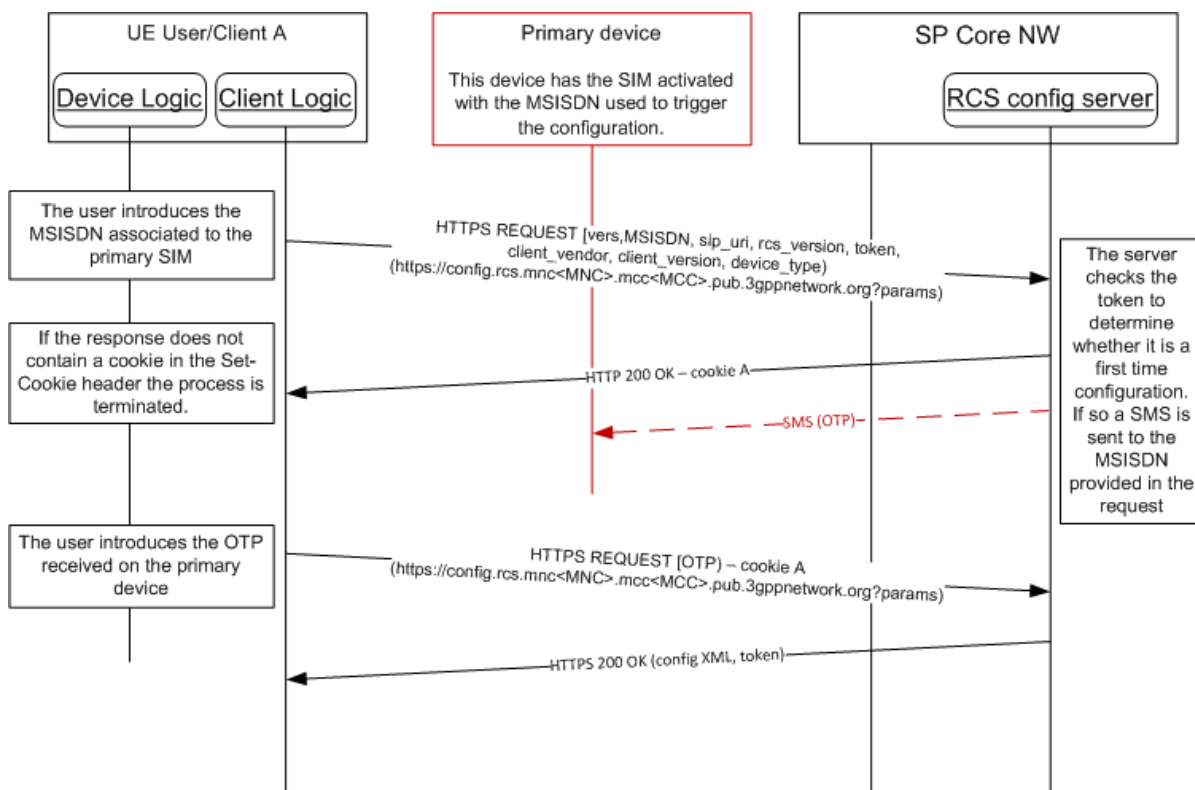 UE User/Client A
Device Logic
Client Logic
Primary device
This device has the SIM activated
with the MSISDN used to trigger
the configuration.
SP Core NW
RCS config server
The user introduces the
MSISDN associated to the
primary SIM
HTTPS REQUEST [vers,MSISDN, sip_uri, rcs_version, token,
client_vendor, client_version, device_type)
(https://config.rcs.mnc<MNC>.mcc<MCC>.pub.3gppnetwork.org?params)
The server
checks the
token to
determine
whether it is a
first time
configuration.
If so a SMS is
sent to the
MSISDN
provided in the
request
If the response does not
contain a cookie in the Set-
Cookie header the process is
terminated.
HTTP 200 OK – cookie A
SMS (OTP)
The user introduces the OTP
received on the primary
device
HTTPS REQUEST [OTP) – cookie A
(https://config.rcs.mnc<MNC>.mcc<MCC>.pub.3gppnetwork.org?params)
HTTPS 200 OK (config XML, token)